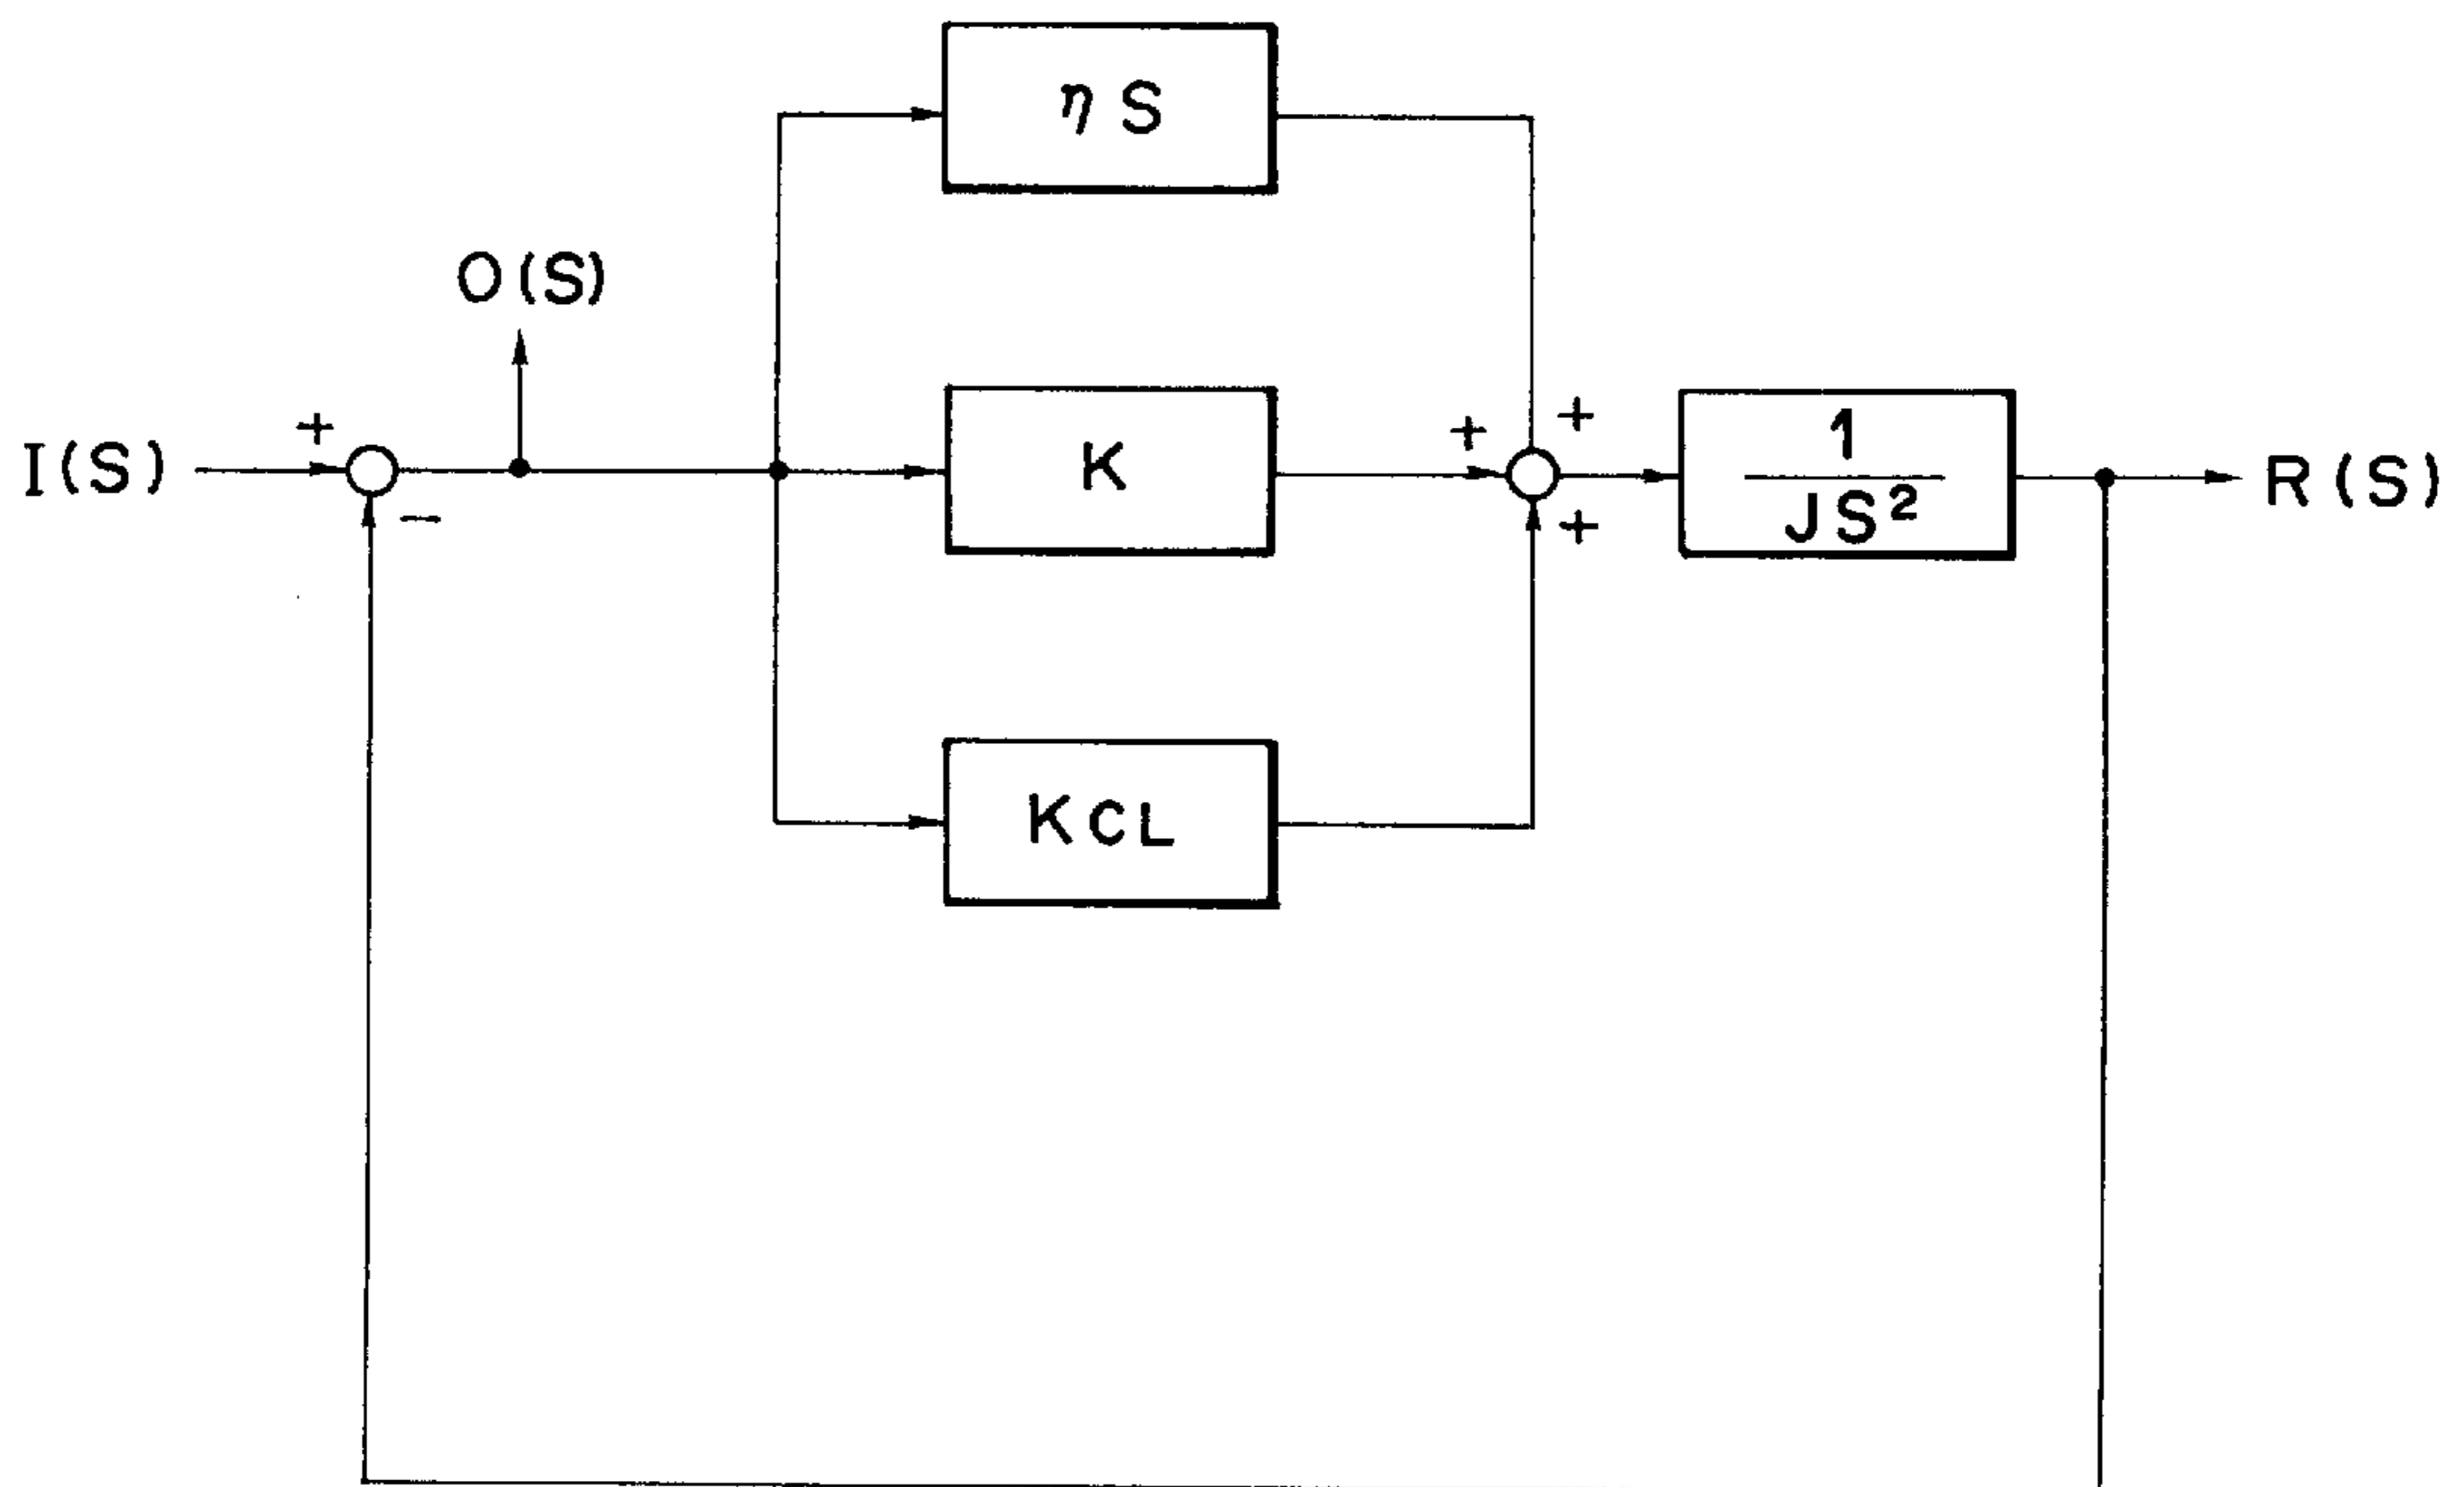 ηS
O(S)
I(S)
+
−
K
+
+
+
1
JS²
R(S)
KCL